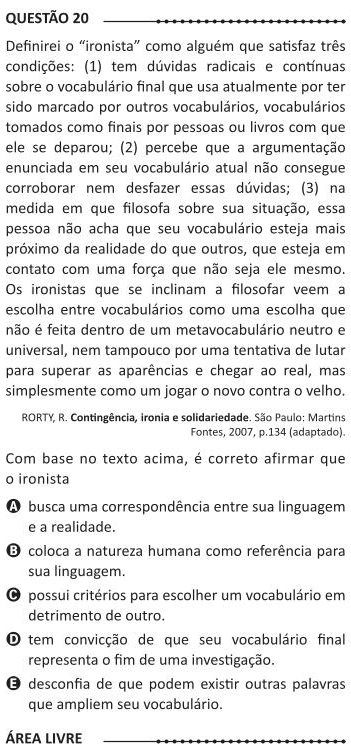 QUESTÃO 20
Definirei o “ironista” como alguém que satisfaz três
condições: (1) tem dúvidas radicais e contínuas
sobre o vocabulário final que usa atualmente por ter
sido marcado por outros vocabulários, vocabulários
tomados como finais por pessoas ou livros com que
ele se deparou; (2) percebe que a argumentação
enunciada em seu vocabulário atual não consegue
corroborar nem desfazer essas dúvidas; (3) na
medida em que filosofa sobre sua situação, essa
pessoa não acha que seu vocabulário esteja mais
próximo da realidade do que outros, que esteja em
contato com uma força que não seja ele mesmo.
Os ironistas que se inclinam a filosofar veem a
escolha entre vocabulários como uma escolha que
não é feita dentro de um metavocabulário neutro e
universal, nem tampouco por uma tentativa de lutar
para superar as aparências e chegar ao real, mas
simplesmente como um jogar o novo contra o velho.
RORTY, R. Contingência, ironia e solidariedade. São Paulo: Martins
Fontes, 2007, p.134 (adaptado).
Com base no texto acima, é correto afirmar que
o ironista
A busca uma correspondência entre sua linguagem
e a realidade.
B coloca a natureza humana como referência para
sua linguagem.
C possui critérios para escolher um vocabulário em
detrimento de outro.
D tem convicção de que seu vocabulário final
representa o fim de uma investigação.
E desconfia de que podem existir outras palavras
que ampliem seu vocabulário.
ÁREA LIVRE